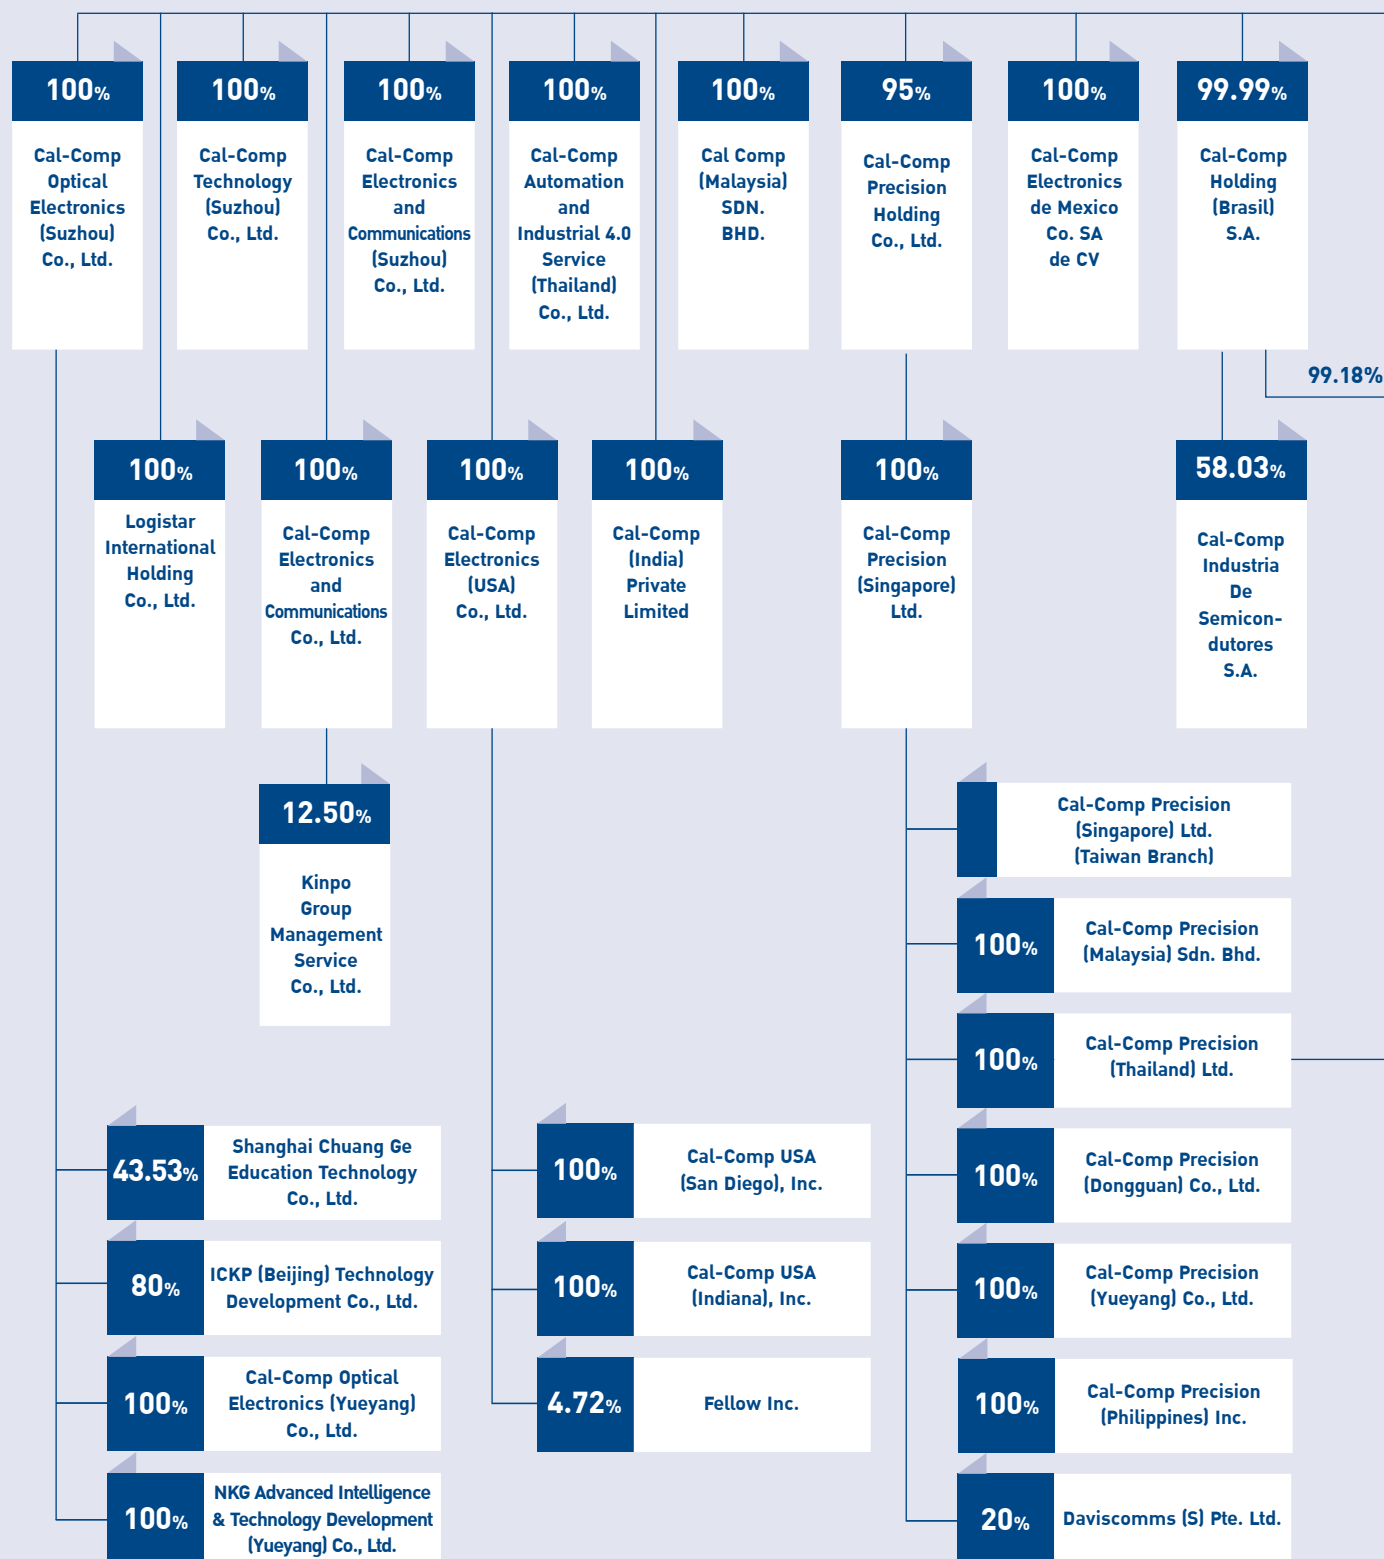 100%
Cal-Comp
Optical
Electronics
(Suzhou)
Co., Ltd.
100%
Cal-Comp
Technology
(Suzhou)
Co., Ltd.
100%
Cal-Comp
Electronics
and
Communications
(Suzhou)
Co., Ltd.
100%
Cal-Comp
Automation
and
Industrial 4.0
Service
(Thailand)
Co., Ltd.
100%
Cal Comp
(Malaysia)
SDN.
BHD.
95%
Cal-Comp
Precision
Holding
Co., Ltd.
100%
Cal-Comp
Electronics
de Mexico
Co. SA
de CV
99.99%
Cal-Comp
Holding
(Brasil)
S.A.
99.18%
100%
Logistar
International
Holding
Co., Ltd.
100%
Cal-Comp
Electronics
and
Communications
Co., Ltd.
100%
Cal-Comp
Electronics
(USA)
Co., Ltd.
100%
Cal-Comp
(India)
Private
Limited
100%
Cal-Comp
Precision
(Singapore)
Ltd.
58.03%
Cal-Comp
Industria
De
Semicon-
dutores
S.A.
12.50%
Kinpo
Group
Management
Service
Co., Ltd.
43.53%
Shanghai Chuang Ge
Education Technology
Co., Ltd.
80%
ICKP (Beijing) Technology
Development Co., Ltd.
100%
Cal-Comp Optical
Electronics (Yueyang)
Co., Ltd.
100%
NKG Advanced Intelligence
& Technology Development
(Yueyang) Co., Ltd.
100%
Cal-Comp USA
(San Diego), Inc.
100%
Cal-Comp USA
(Indiana), Inc.
4.72%
Fellow Inc.
Cal-Comp Precision
(Singapore) Ltd.
(Taiwan Branch)
100%
Cal-Comp Precision
(Malaysia) Sdn. Bhd.
100%
Cal-Comp Precision
(Thailand) Ltd.
100%
Cal-Comp Precision
(Dongguan) Co., Ltd.
100%
Cal-Comp Precision
(Yueyang) Co., Ltd.
100%
Cal-Comp Precision
(Philippines) Inc.
20%
Daviscomms (S) Pte. Ltd.